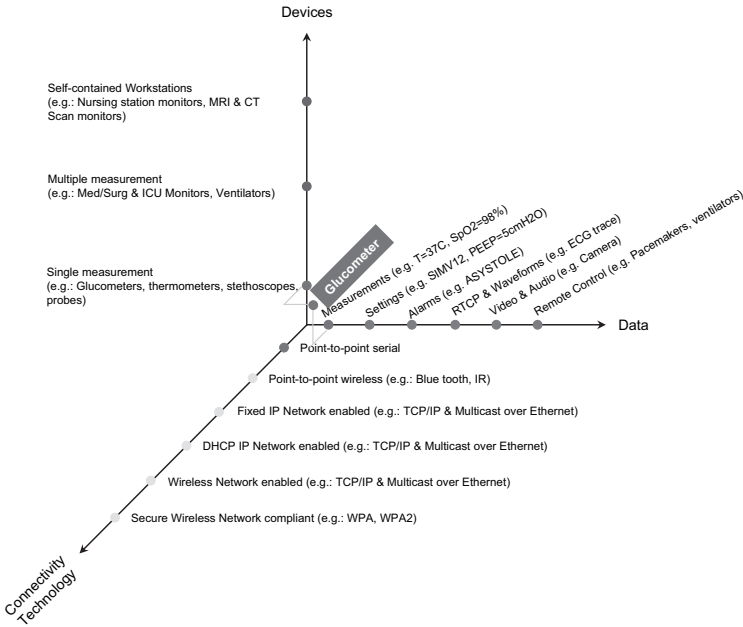 Devices
Self-contained Workstations
(e.g.: Nursing station monitors, MRI & CT
Scan monitors)
Multiple measurement
(e.g.: Med/Surg & ICU Monitors, Ventilators)
Single measurement
(e.g.: Glucometers, thermometers, stethoscopes,
probes)
Glucometer
Measurements (e.g. T=37C, SpO2=98%)
Settings (e.g. SIMV12, PEEP=5cmH2O)
Alarms (e.g. ASYSTOLE)
RTCP & Waveforms (e.g. ECG trace)
Video & Audio (e.g. Camera)
Remote Control (e.g. Pacemakers, ventilators)
Data
Point-to-point serial
Point-to-point wireless (e.g.: Blue tooth, IR)
Fixed IP Network enabled (e.g.: TCP/IP & Multicast over Ethernet)
DHCP IP Network enabled (e.g.: TCP/IP & Multicast over Ethernet)
Wireless Network enabled (e.g.: TCP/IP & Multicast over Ethernet)
Secure Wireless Network compliant (e.g.: WPA, WPA2)
Connectivity
Technology